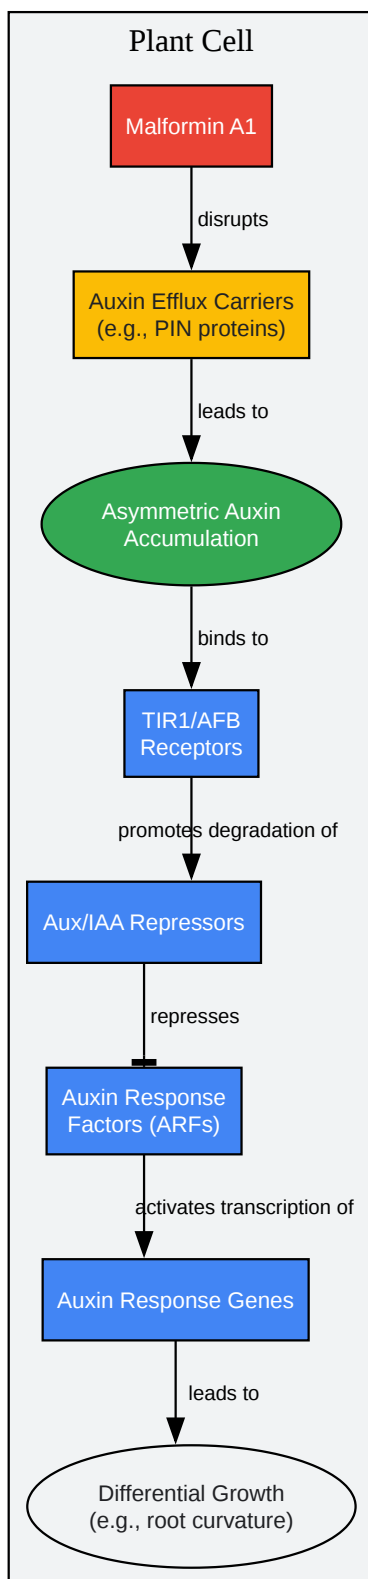 Plant Cell
Malformin A1
disrupts
Auxin Efflux Carriers
(e.g., PIN proteins)
leads to
Asymmetric Auxin
Accumulation
binds to
TIR1/AFB
Receptors
promotes degradation of
Aux/IAA Repressors
represses
Auxin Response
Factors (ARFs)
activates transcription of
Auxin Response Genes
leads to
Differential Growth
(e.g., root curvature)